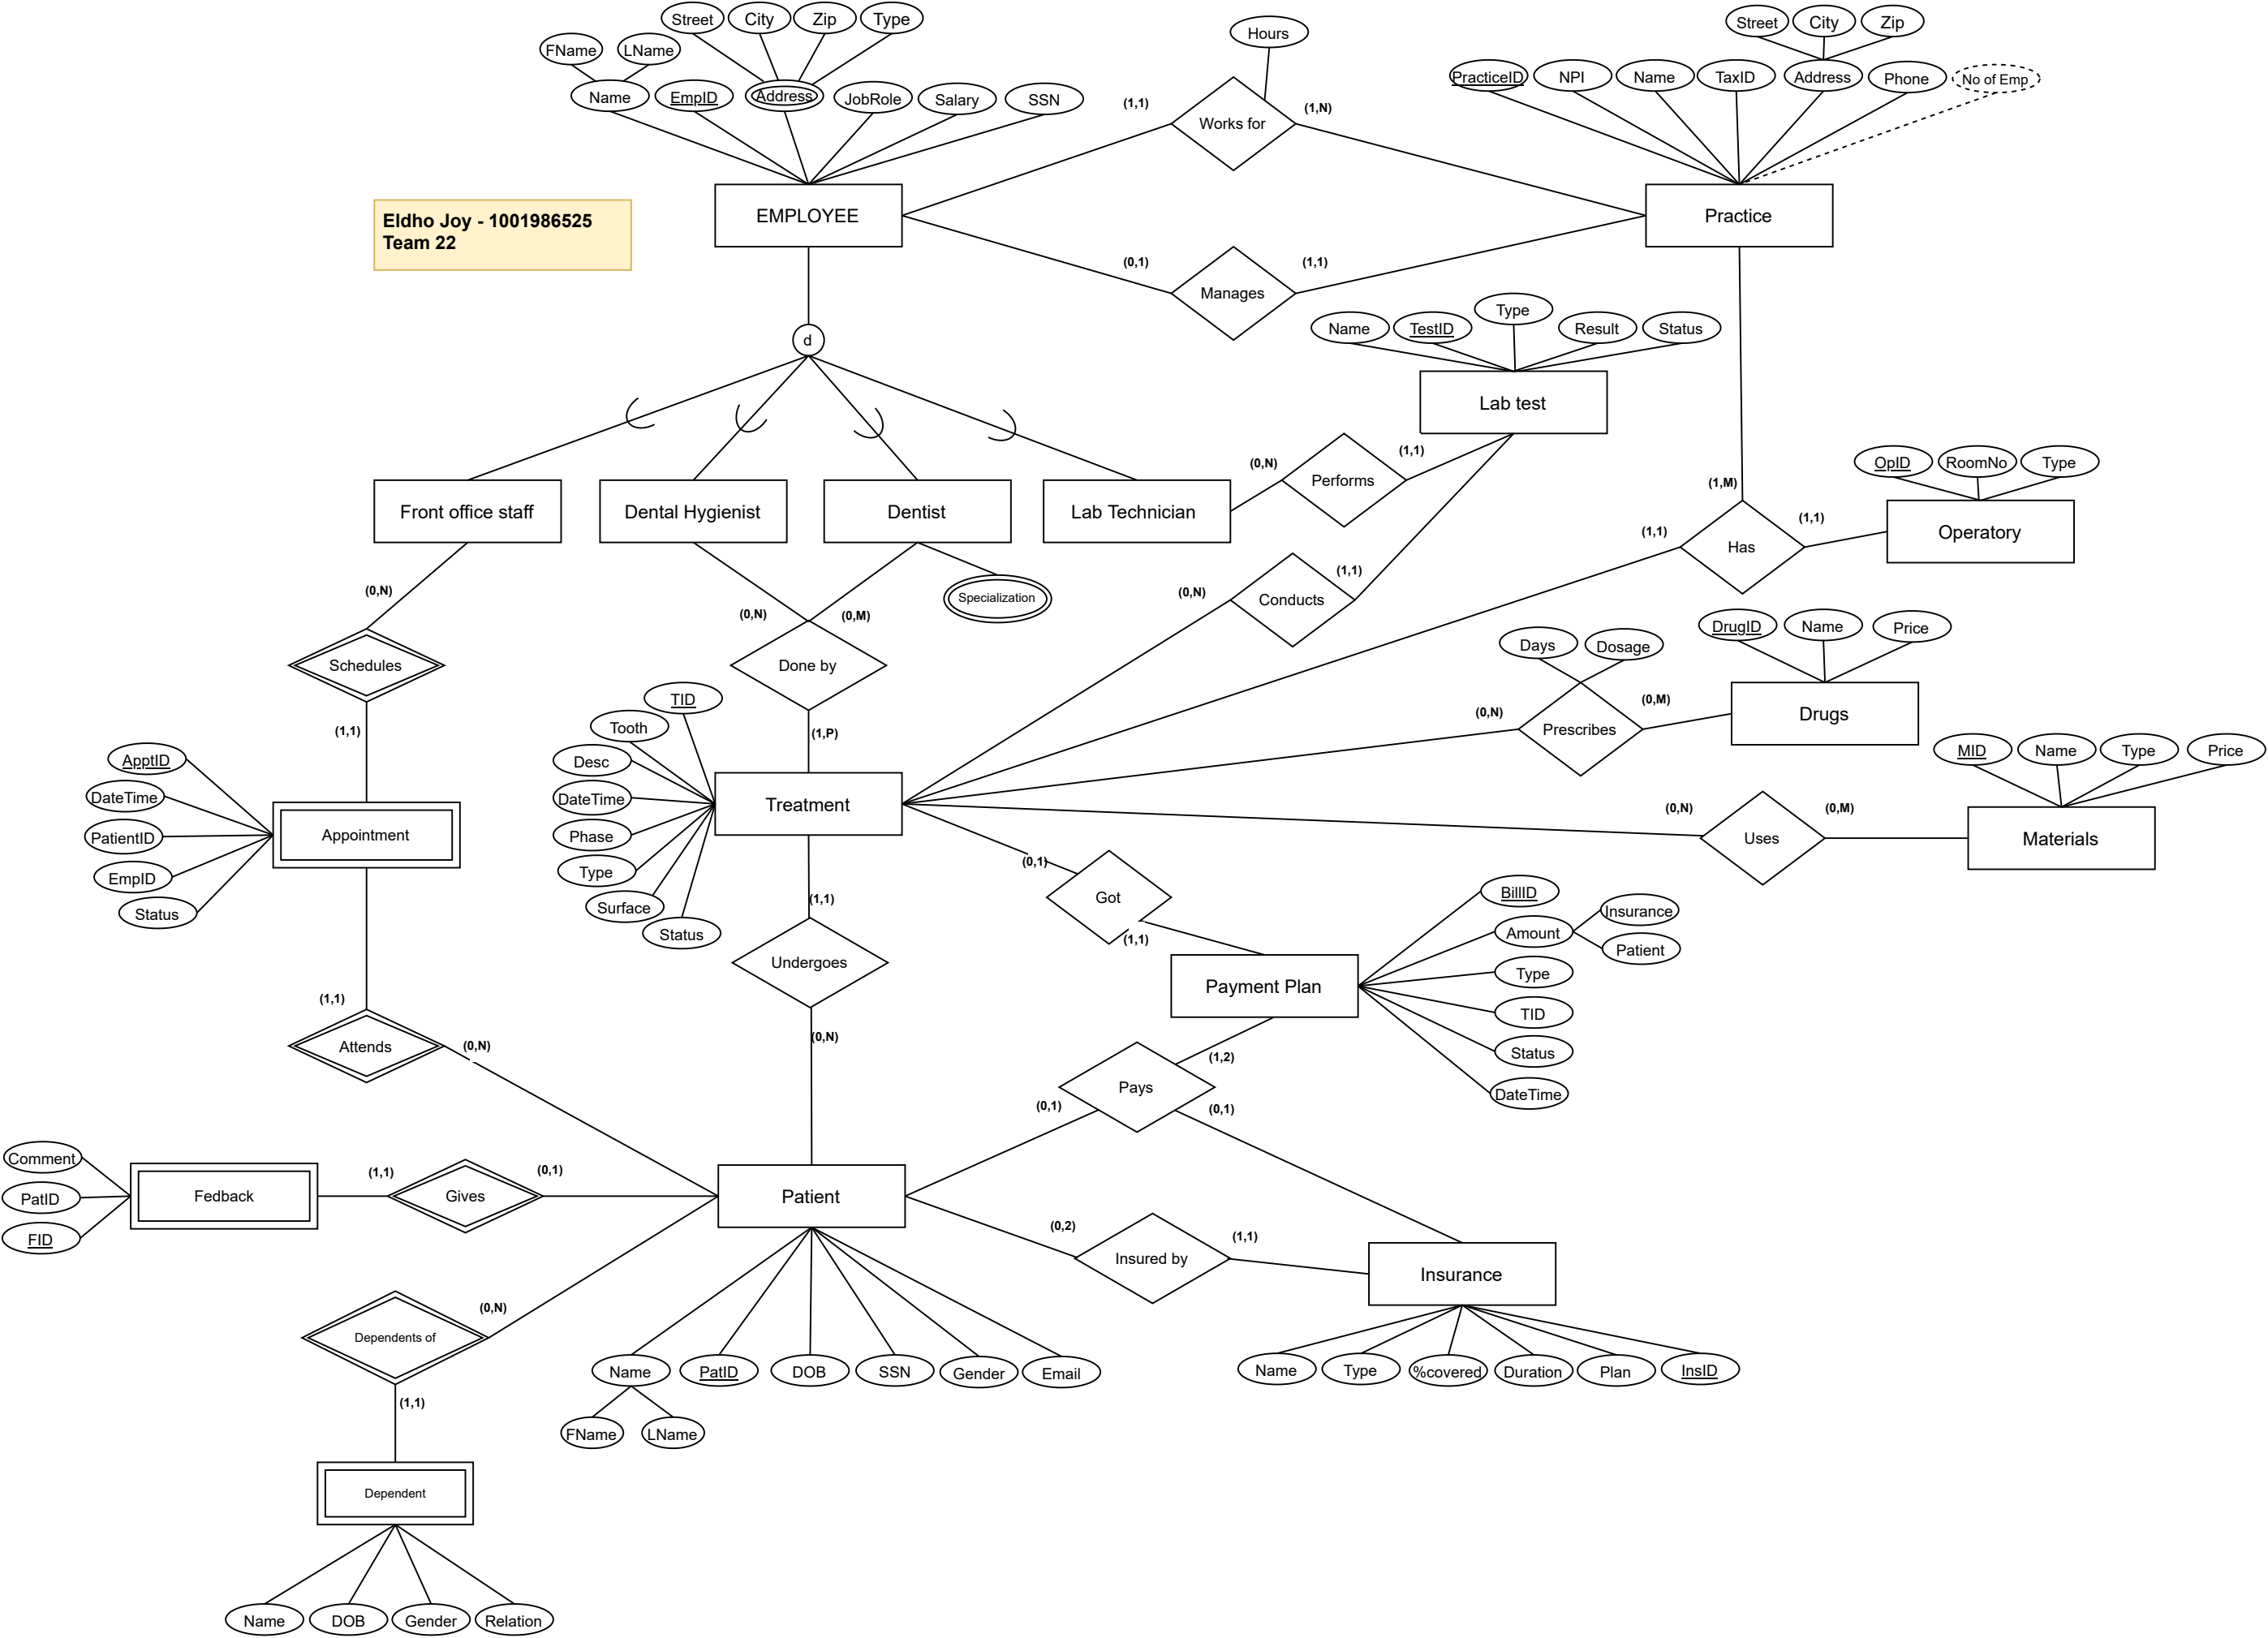 Street
City
Zip
Type
FName
LName
Name
EmpID
Address
JobRole
Salary
SSN
Hours
Street
City
Zip
PracticeID
NPI
Name
TaxID
Address
Phone
No of Emp
(1,1)
Works for
(1,N)
Eldho Joy - 1001986525
Team 22
EMPLOYEE
Practice
(0,1)
Manages
(1,1)
d
Name
TestID
Type
Result
Status
Lab test
Front office staff
Dental Hygienist
Dentist
Lab Technician
(0,N)
Performs
(1,1)
(1,M)
(1,1)
Has
(1,1)
OpID
RoomNo
Type
Operatory
(0,N)
(0,N)
(0,M)
Specialization
(0,N)
Conducts
(1,1)
Schedules
Done by
(1,1)
(1,P)
Days
Dosage
(0,N)
Prescribes
(0,M)
DrugID
Name
Price
Drugs
TID
Tooth
Desc
DateTime
Phase
Type
Surface
Status
Treatment
MID
Name
Type
Price
(0,N)
Uses
(0,M)
Materials
ApptID
DateTime
PatientID
EmpID
Status
Appointment
(0,1)
Got
(1,1)
(1,1)
Undergoes
(0,N)
BillID
Amount
Insurance
Patient
Type
TID
Status
DateTime
Payment Plan
(1,1)
Attends
(0,N)
(1,2)
Pays
(0,1)
(0,1)
Comment
PatID
FID
Fedback
(1,1)
Gives
(0,1)
Patient
(0,2)
Insured by
(1,1)
Insurance
(0,N)
Dependents of
(1,1)
Name
PatID
DOB
SSN
Gender
Email
FName
LName
Name
Type
%covered
Duration
Plan
InsID
Dependent
Name
DOB
Gender
Relation